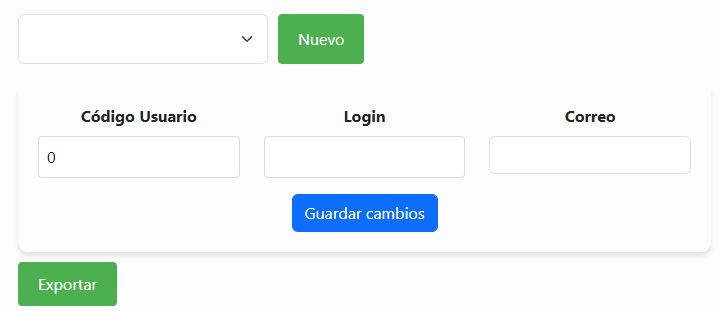 Nuevo
Código Usuario Login Correo
0
Guardar cambios
Exportar